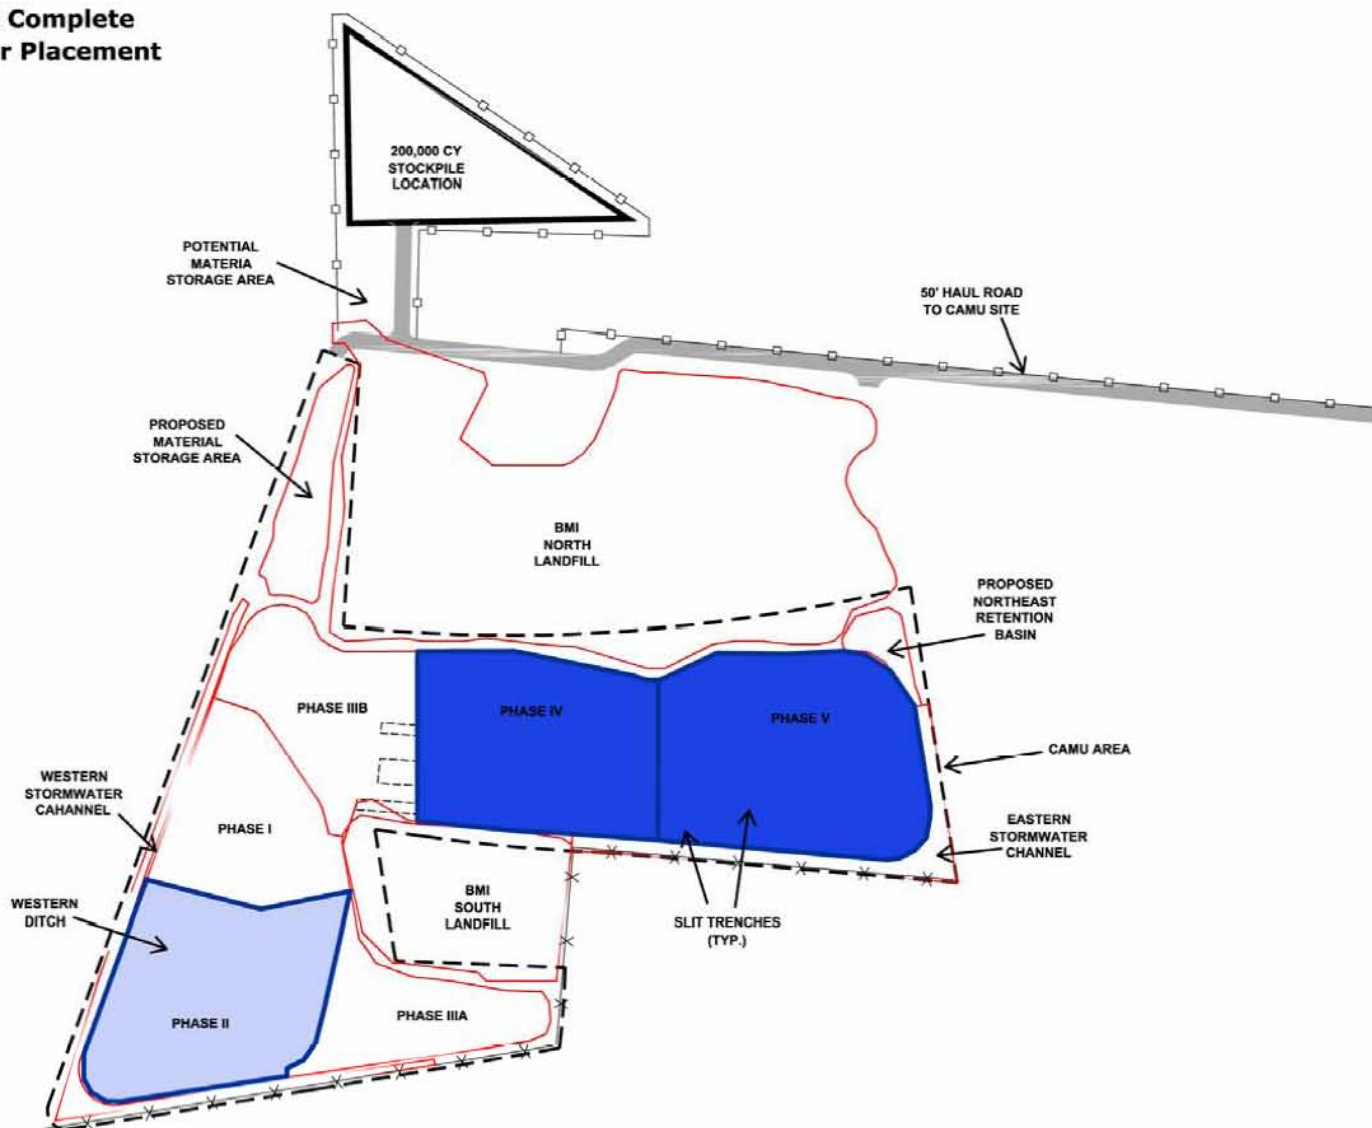 Complete
r Placement
200,000 CY
STOCKPILE
LOCATION
POTENTIAL
MATERIA
STORAGE AREA
50' HAUL ROAD
TO CAMU SITE
PROPOSED
MATERIAL
STORAGE AREA
BMI
NORTH
LANDFILL
PROPOSED
NORTHEAST
RETENTION
BASIN
PHASE IIIB
PHASE IV
PHASE V
CAMU AREA
WESTERN
STORMWATER
CAHANNEL
PHASE I
EASTERN
STORMWATER
CHANNEL
BMI
SOUTH
LANDFILL
WESTERN
DITCH
SLIT TRENCHES
(TYP.)
PHASE II
PHASE IIIA